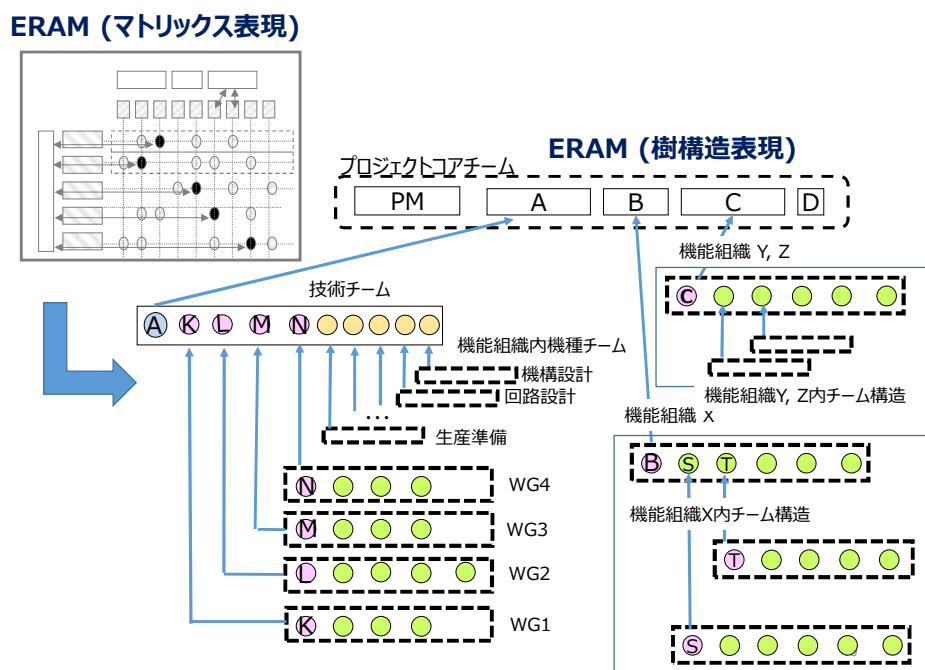 ERAM (マトリックス表現)
ERAM (樹構造表現)
プロジェクトコアチーム
PM
A
B
C
D
機能組織 Y, Z
C
技術チーム
A
K
L
M
N
機能組織内機種チーム
機構設計
回路設計
…
生産準備
機能組織Y, Z内チーム構造
機能組織 X
B
S
T
機能組織X内チーム構造
N
WG4
M
WG3
T
L
WG2
K
WG1
S